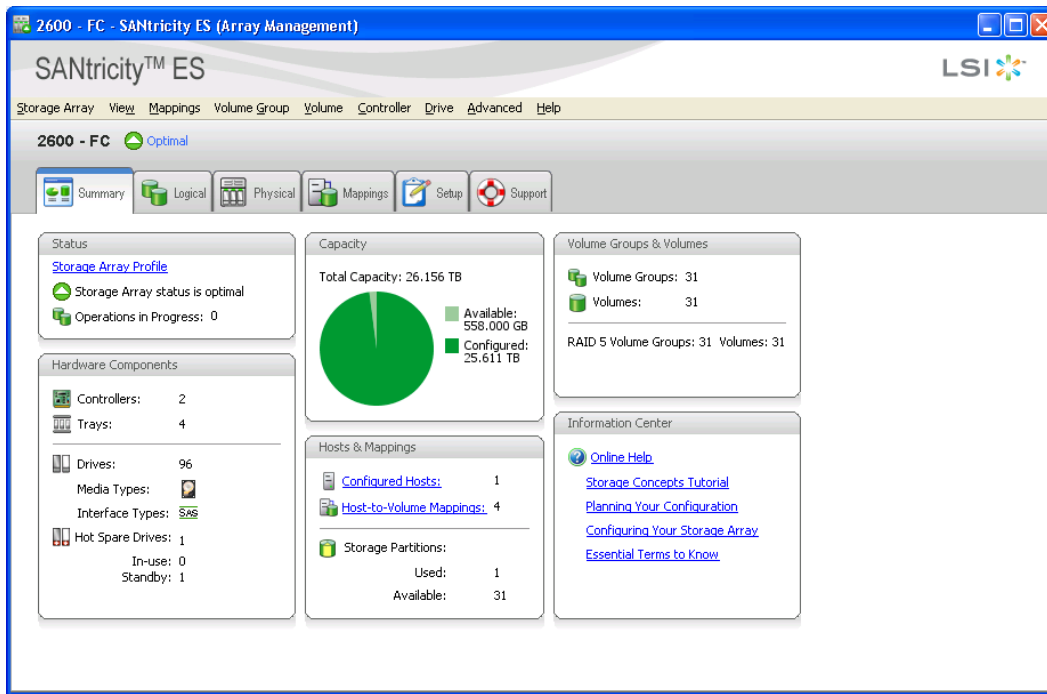 2600 - FC - SANtricity ES (Array Management)
SANtricity™ ES
LSI
Storage Array View Mappings Volume Group Volume Controller Drive Advanced Help
2600 - FC Optimal
Summary Logical Physical Mappings Setup Support
Status
Storage Array Profile
Storage Array status is optimal
Operations in Progress: 0
Hardware Components
Controllers: 2
Trays: 4
Drives: 96
Media Types:
Interface Types: SAS
Hot Spare Drives: 1
In-use: 0
Standby: 1
Capacity
Total Capacity: 26.156 TB
Available:
558.000 GB
Configured:
25.611 TB
Hosts & Mappings
Configured Hosts: 1
Host-to-Volume Mappings: 4
Storage Partitions:
Used: 1
Available: 31
Volume Groups & Volumes
Volume Groups: 31
Volumes: 31
RAID 5 Volume Groups: 31 Volumes: 31
Information Center
Online Help
Storage Concepts Tutorial
Planning Your Configuration
Configuring Your Storage Array
Essential Terms to Know